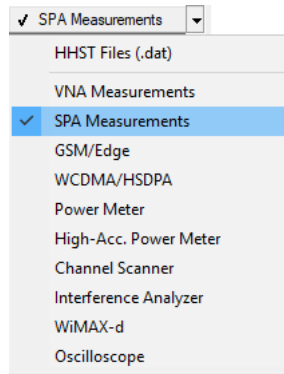 SPA Measurements
HHST Files (.dat)
VNA Measurements
SPA Measurements
GSM/Edge
WCDMA/HSDPA
Power Meter
High-Acc. Power Meter
Channel Scanner
Interference Analyzer
WiMAX-d
Oscilloscope